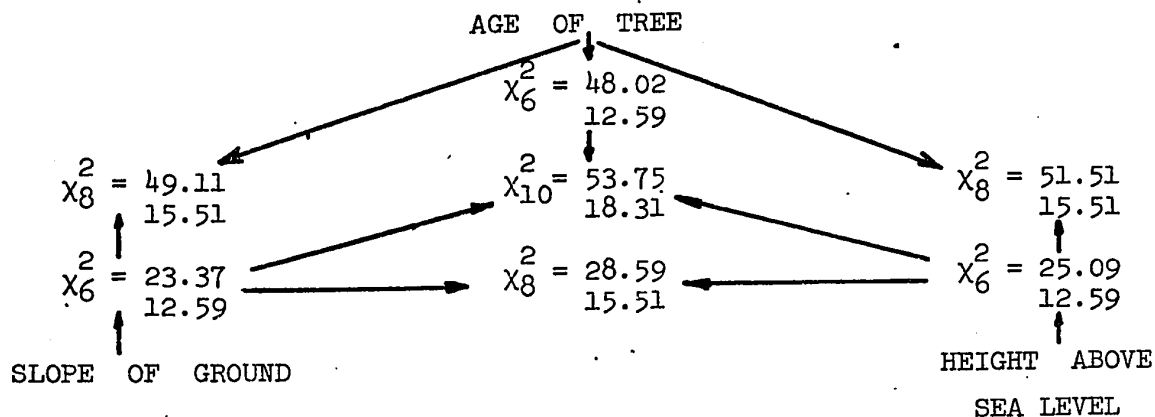 AGE OF TREE
χ²₆ = 48.02
12.59
χ²₈ = 49.11
15.51
χ²₁₀ = 53.75
18.31
χ²₈ = 51.51
15.51
χ²₆ = 23.37
12.59
χ²₈ = 28.59
15.51
χ²₆ = 25.09
12.59
SLOPE OF GROUND
HEIGHT ABOVE
SEA LEVEL